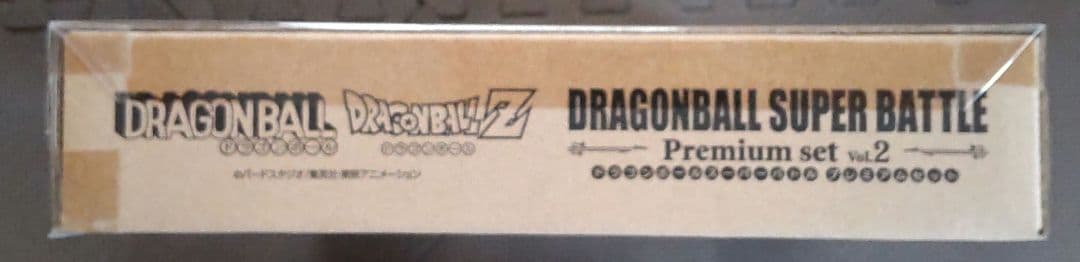 DRAGONBALL
ドラゴンボール
DRAGONBALL Z
ドラゴンボール
©バードスタジオ/集英社・東映アニメーション
DRAGONBALL SUPER BATTLE
Premium set Vol.2
ドラゴンボールスーパーバトル プレミアムセット